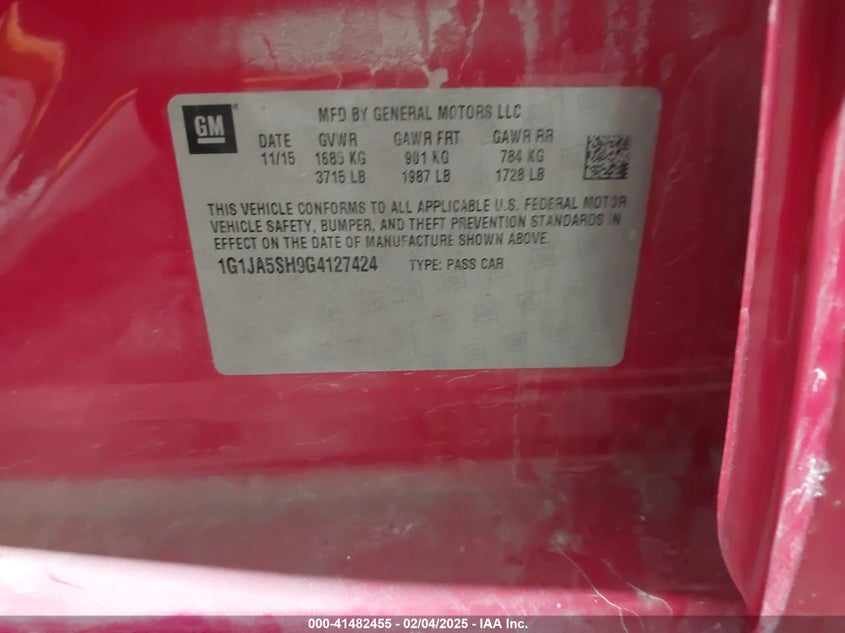 GM
MFD BY GENERAL MOTORS LLC
DATE GVWR GAWR FRT GAWR RR
11/15 1685 KG 901 KG 784 KG
3715 LB 1987 LB 1728 LB
THIS VEHICLE CONFORMS TO ALL APPLICABLE U.S. FEDERAL MOTOR
VEHICLE SAFETY, BUMPER, AND THEFT PREVENTION STANDARDS IN
EFFECT ON THE DATE OF MANUFACTURE SHOWN ABOVE.
1G1JA5SH9G4127424 TYPE: PASS CAR
000-41482455 - 02/04/2025 - IAA Inc.